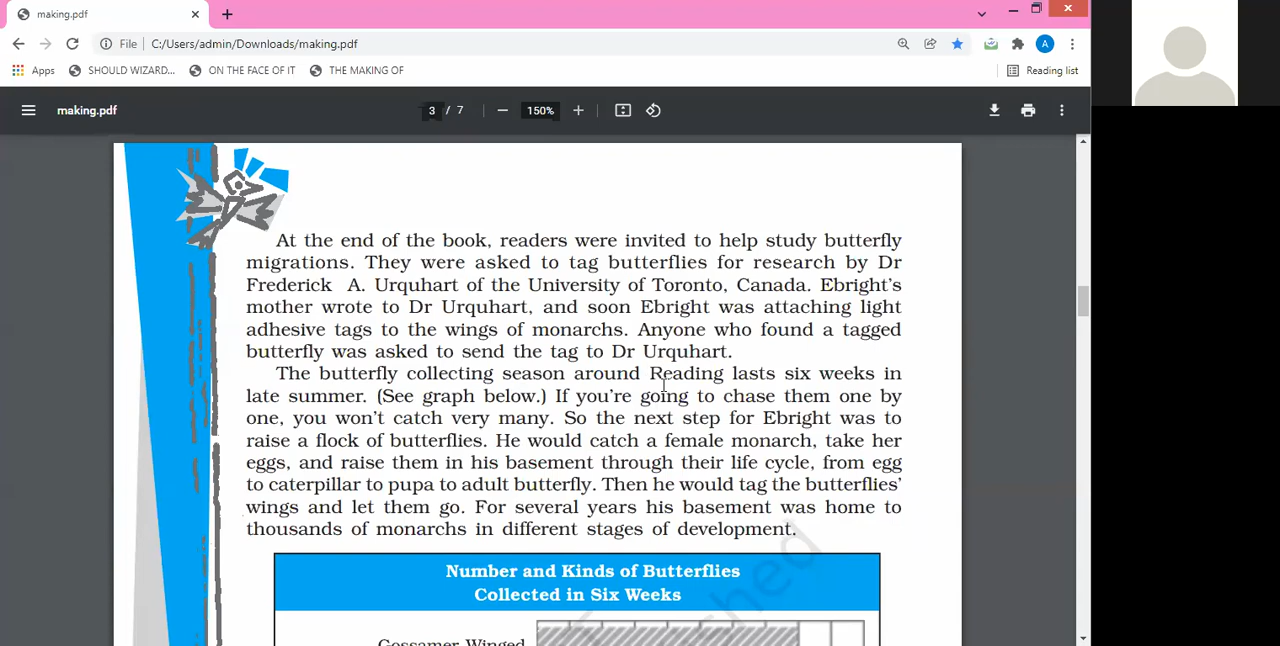 making.pdf
File
C:/Users/admin/Downloads/making.pdf
A
Apps
SHOULD WIZARD...
ON THE FACE OF IT
THE MAKING OF
Reading list
making.pdf
3 / 7
150%
At the end of the book, readers were invited to help study butterfly
migrations. They were asked to tag butterflies for research by Dr
Frederick A. Urquhart of the University of Toronto, Canada. Ebright's
mother wrote to Dr Urquhart, and soon Ebright was attaching light
adhesive tags to the wings of monarchs. Anyone who found a tagged
butterfly was asked to send the tag to Dr Urquhart.
The butterfly collecting season around Reading lasts six weeks in
late summer. (See graph below.) If you're going to chase them one by
one, you won't catch very many. So the next step for Ebright was to
raise a flock of butterflies. He would catch a female monarch, take her
eggs, and raise them in his basement through their life cycle, from egg
to caterpillar to pupa to adult butterfly. Then he would tag the butterflies'
wings and let them go. For several years his basement was home to
thousands of monarchs in different stages of development.
Number and Kinds of Butterflies
Collected in Six Weeks
Gossamer-Winged